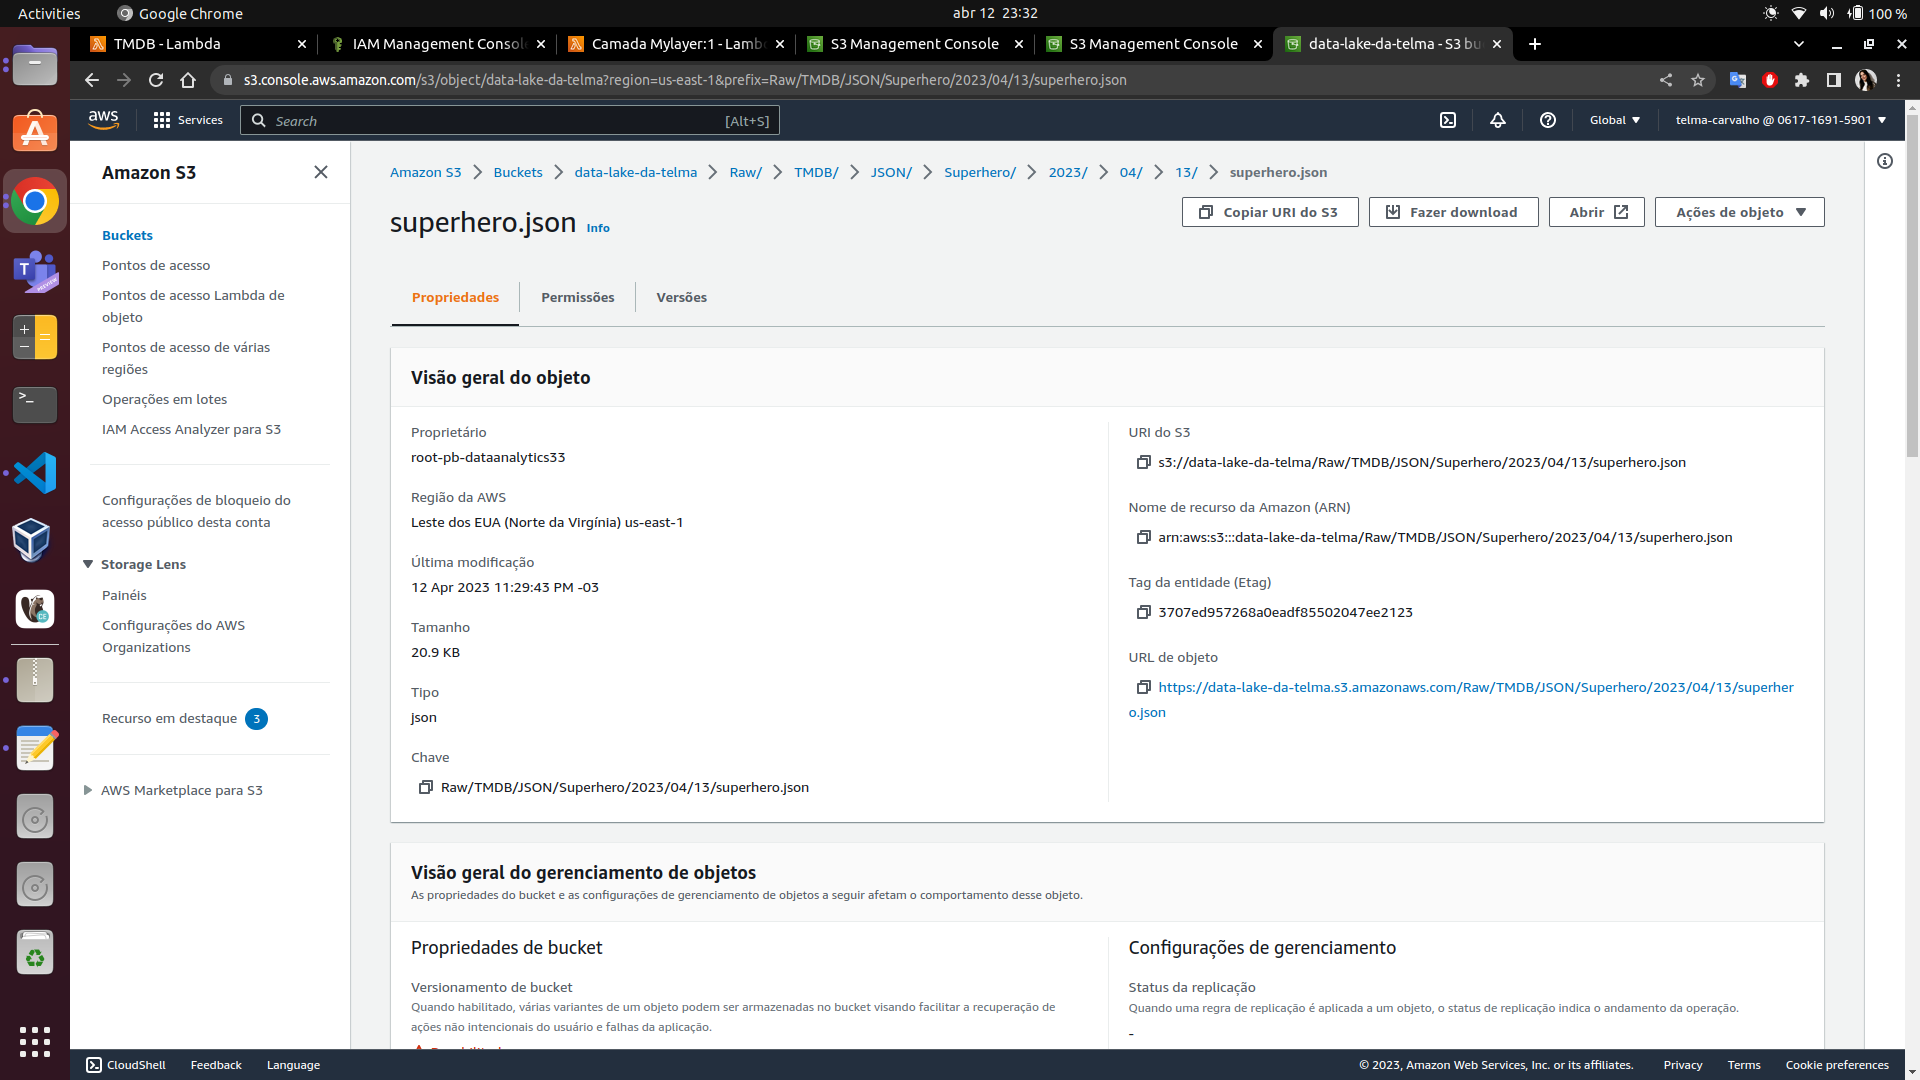 Activities
Google Chrome
abr 12 23:32
100 %
TMDB - Lambda
IAM Management Consol
Camada Mylayer:1 - Lamb
S3 Management Console
S3 Management Console
data-lake-da-telma - S3 bu
s3.console.aws.amazon.com/s3/object/data-lake-da-telma?region=us-east-1&prefix=Raw/TMDB/JSON/Superhero/2023/04/13/superhero.json
aws
Services
Search
[Alt+S]
Global
telma-carvalho @ 0617-1691-5901
Amazon S3
Buckets
Pontos de acesso
Pontos de acesso Lambda de
objeto
Pontos de acesso de várias
regiões
Operações em lotes
IAM Access Analyzer para S3
Configurações de bloqueio do
acesso público desta conta
Storage Lens
Painéis
Configurações do AWS
Organizations
Recurso em destaque 3
AWS Marketplace para S3
Amazon S3 Buckets data-lake-da-telma Raw/ TMDB/ JSON/ Superhero/ 2023/ 04/ 13/ superhero.json
superhero.json Info
Copiar URI do S3
Fazer download
Abrir
Ações de objeto
Propriedades
Permissões
Versões
Visão geral do objeto
Proprietário
root-pb-dataanalytics33
Região da AWS
Leste dos EUA (Norte da Virgínia) us-east-1
Última modificação
12 Apr 2023 11:29:43 PM -03
Tamanho
20.9 KB
Tipo
json
Chave
Raw/TMDB/JSON/Superhero/2023/04/13/superhero.json
URI do S3
s3://data-lake-da-telma/Raw/TMDB/JSON/Superhero/2023/04/13/superhero.json
Nome de recurso da Amazon (ARN)
arn:aws:s3:::data-lake-da-telma/Raw/TMDB/JSON/Superhero/2023/04/13/superhero.json
Tag da entidade (Etag)
3707ed957268a0eadf85502047ee2123
URL de objeto
https://data-lake-da-telma.s3.amazonaws.com/Raw/TMDB/JSON/Superhero/2023/04/13/superher
o.json
Visão geral do gerenciamento de objetos
As propriedades do bucket e as configurações de gerenciamento de objetos a seguir afetam o comportamento desse objeto.
Propriedades de bucket
Versionamento de bucket
Quando habilitado, várias variantes de um objeto podem ser armazenadas no bucket visando facilitar a recuperação de
ações não intencionais do usuário e falhas da aplicação.
Configurações de gerenciamento
Status da replicação
Quando uma regra de replicação é aplicada a um objeto, o status de replicação indica o andamento da operação.
-
CloudShell
Feedback
Language
© 2023, Amazon Web Services, Inc. or its affiliates.
Privacy
Terms
Cookie preferences